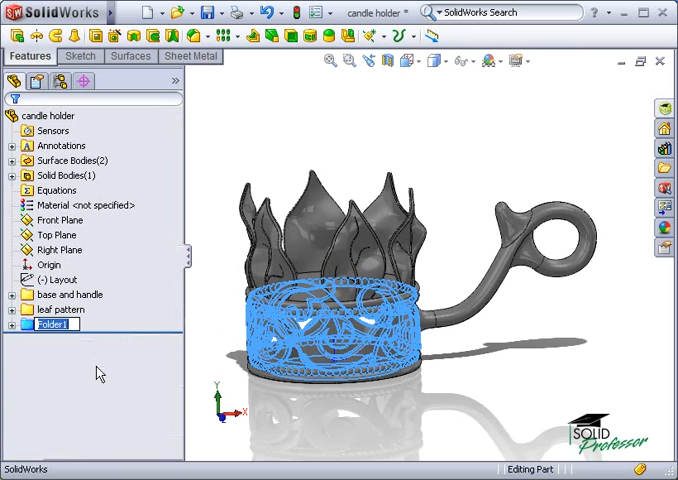 SolidWorks
candle holder *
SolidWorks Search
?
Features
Sketch
Surfaces
Sheet Metal
»
candle holder
Sensors
Annotations
Surface Bodies(2)
Solid Bodies(1)
Equations
Material <not specified>
Front Plane
Top Plane
Right Plane
Origin
(-) Layout
base and handle
leaf pattern
Folder1
Y
X
SOLID
Professor
SolidWorks
Editing Part